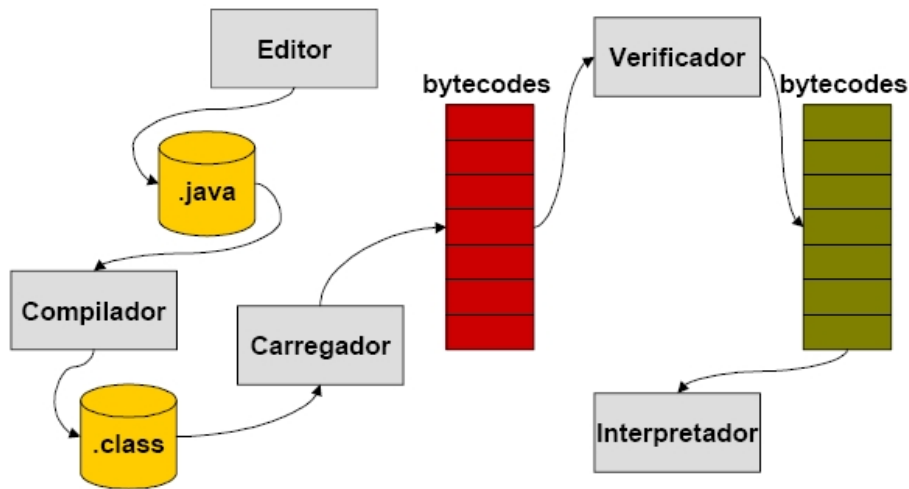 Editor
.java
Compilador
.class
Carregador
bytecodes
Verificador
bytecodes
Interpretador